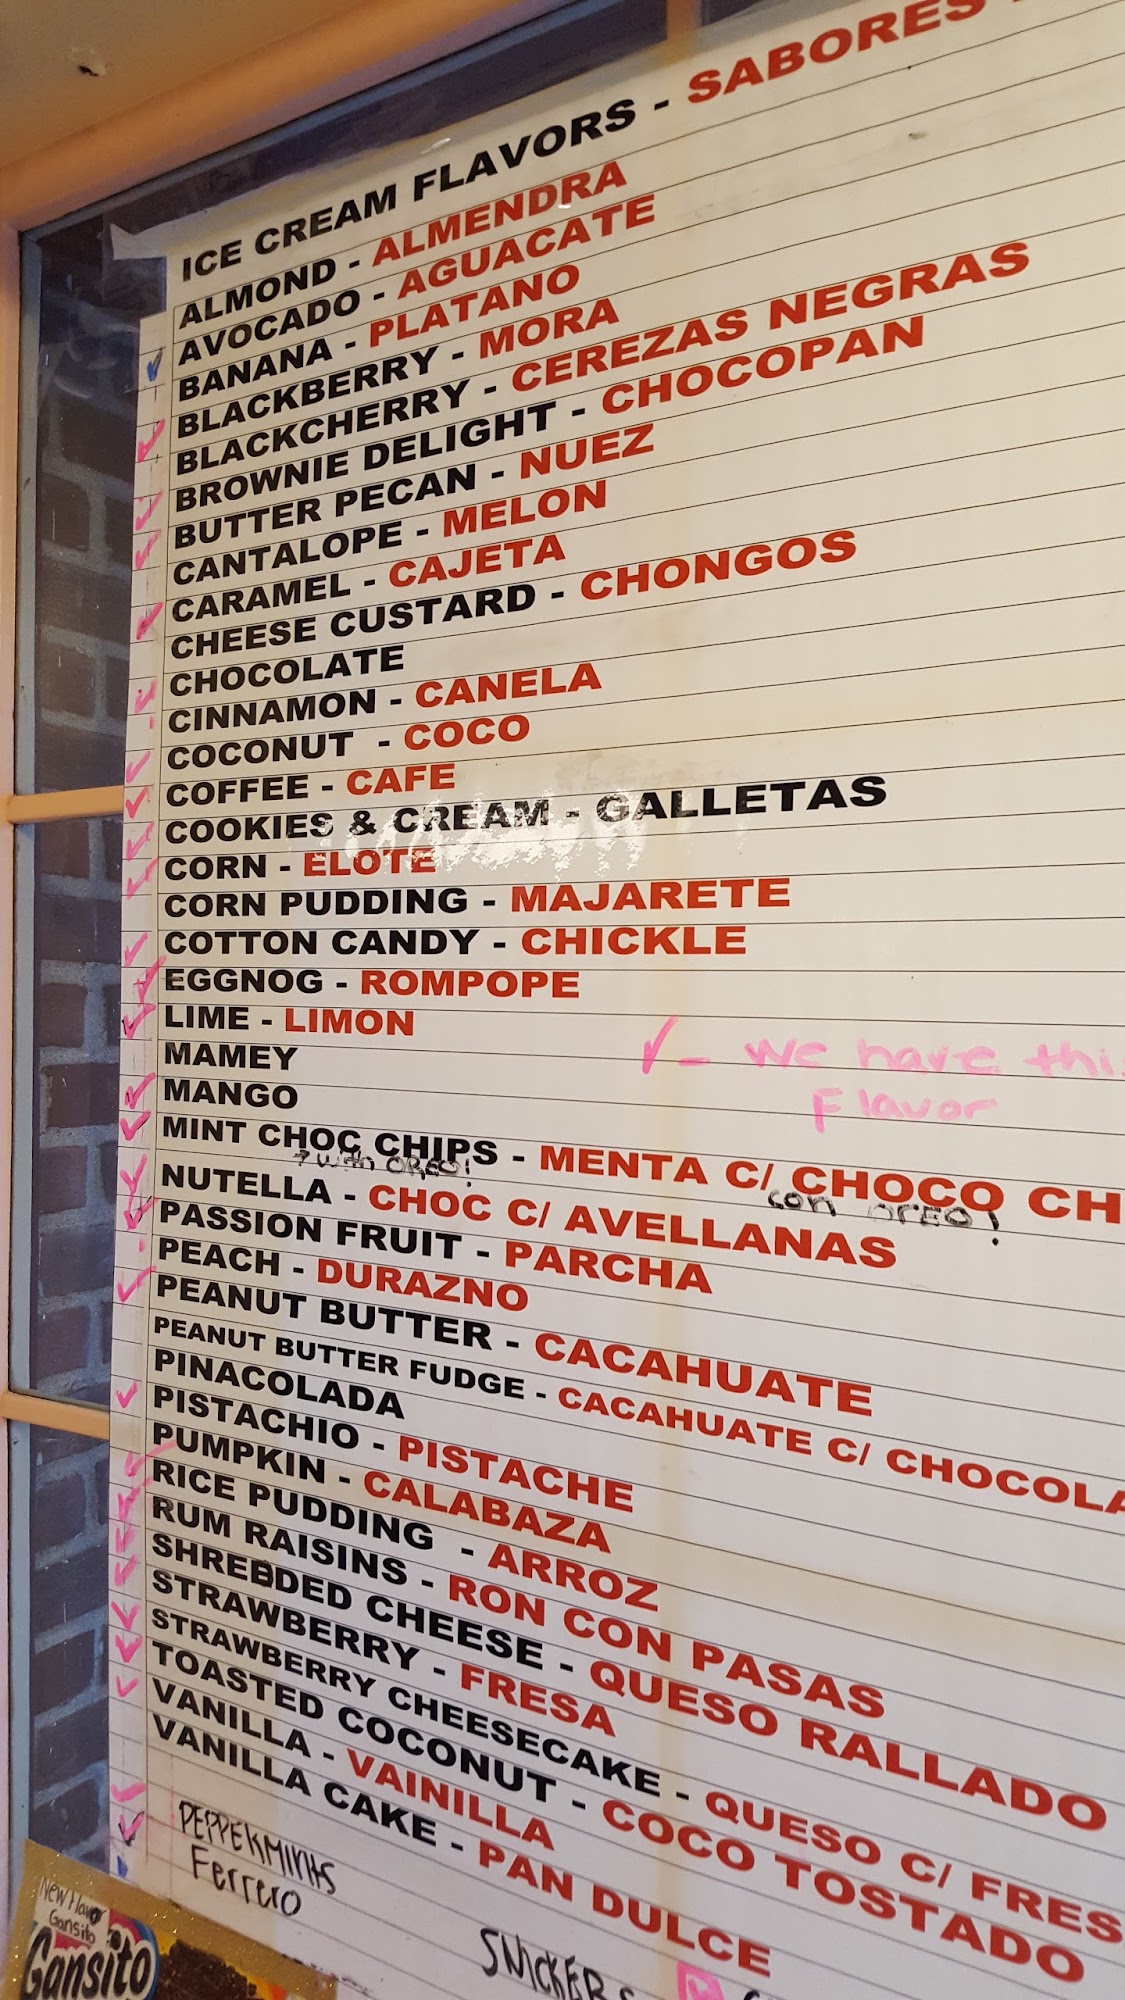 ICE CREAM FLAVORS - SABORES
ALMOND - ALMENDRA
AVOCADO - AGUACATE
BANANA - PLATANO
BLACKBERRY - MORA
BLACKCHERRY - CEREZAS NEGRAS
BROWNIE DELIGHT - CHOCOPAN
BUTTER PECAN - NUEZ
CANTALOPE - MELON
CARAMEL - CAJETA
CHEESE CUSTARD - CHONGOS
CHOCOLATE
CINNAMON - CANELA
COCONUT - COCO
COFFEE - CAFE
COOKIES & CREAM - GALLETAS
CORN - ELOTE
CORN PUDDING - MAJARETE
COTTON CANDY - CHICKLE
EGGNOG - ROMPOPE
LIME - LIMON
✓ - We have this
Flavor
MAMEY
MANGO
MINT CHOC CHIPS - MENTA C/ CHOCO CH
with OREO!
con OREO!
NUTELLA - CHOC C/ AVELLANAS
PASSION FRUIT - PARCHA
PEACH - DURAZNO
PEANUT BUTTER - CACAHUATE
PEANUT BUTTER FUDGE - CACAHUATE C/ CHOCOLA
PINACOLADA
PISTACHIO - PISTACHE
PUMPKIN - CALABAZA
RICE PUDDING - ARROZ
RUM RAISINS - RON CON PASAS
SHREDDED CHEESE - QUESO RALLADO
STRAWBERRY - FRESA
STRAWBERRY CHEESECAKE - QUESO C/ FRES
TOASTED COCONUT - COCO TOSTADO
VANILLA - VAINILLA
VANILLA CAKE - PAN DULCE
PEPPERMINTS
Ferrero
SNICKERS
New Flavor
Gansito
Gansito